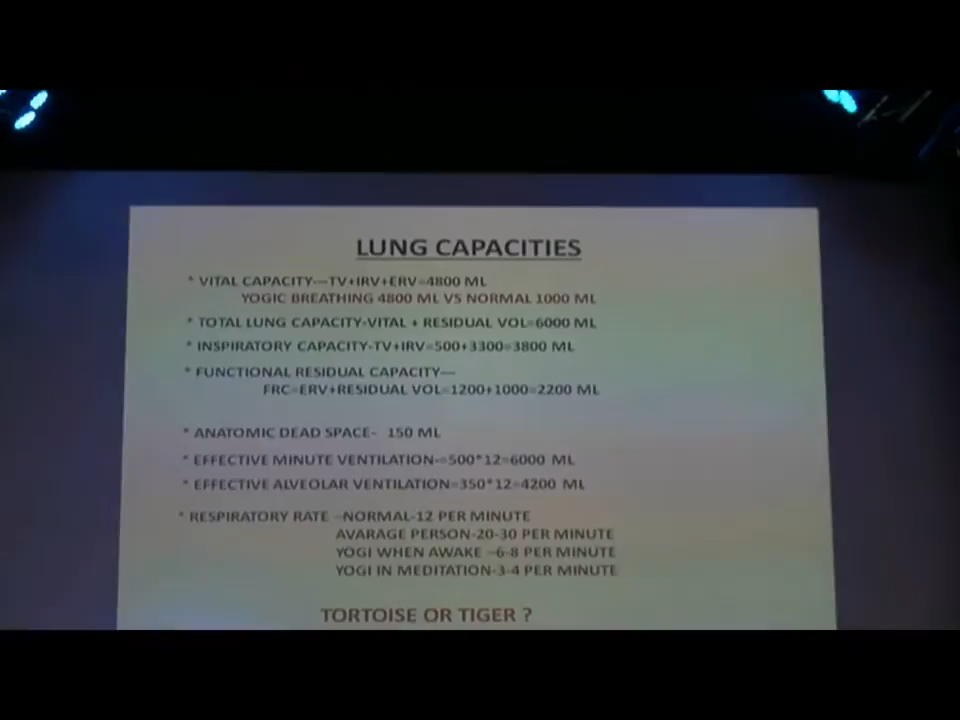 LUNG CAPACITIES
* VITAL CAPACITY—TV+IRV+ERV=4800 ML
YOGIC BREATHING 4800 ML VS NORMAL 1000 ML
* TOTAL LUNG CAPACITY-VITAL + RESIDUAL VOL=6000 ML
* INSPIRATORY CAPACITY-TV+IRV=500+3300=3800 ML
* FUNCTIONAL RESIDUAL CAPACITY—
FRC=ERV+RESIDUAL VOL=1200+1000=2200 ML
* ANATOMIC DEAD SPACE- 150 ML
* EFFECTIVE MINUTE VENTILATION-=500*12=6000 ML
* EFFECTIVE ALVEOLAR VENTILATION=350*12=4200 ML
* RESPIRATORY RATE –NORMAL-12 PER MINUTE
AVARAGE PERSON-20-30 PER MINUTE
YOGI WHEN AWAKE –6-8 PER MINUTE
YOGI IN MEDITATION-3-4 PER MINUTE
TORTOISE OR TIGER ?